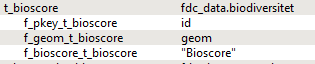 t_bioscore fdc_data.biodiversitet
f_pkey_t_bioscore id
f_geom_t_bioscore geom
f_bioscore_t_bioscore "Bioscore"